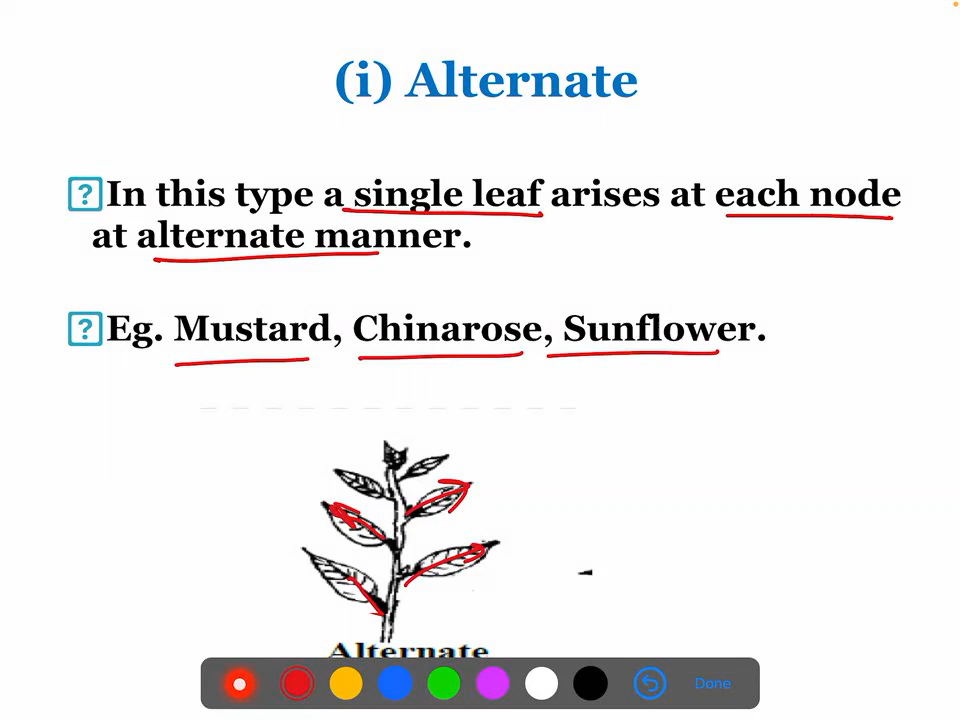 (i) Alternate
In this type a single leaf arises at each node
at alternate manner.
Eg. Mustard, Chinarose, Sunflower.
Alternate
Done